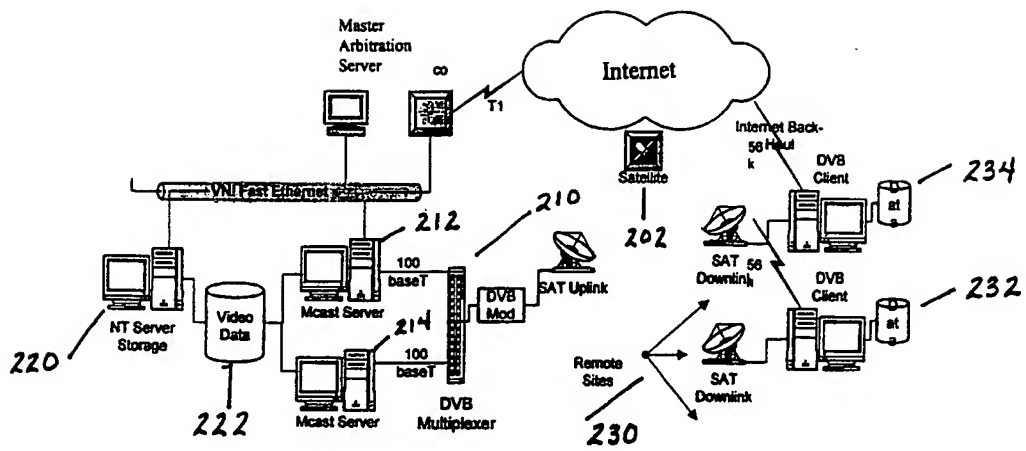 Master
Arbitration
Server
∞
T1
Internet
Internet Back-
Haul
56
k
DVB
Client
234
at
a
Satellite
202
VNI Fast Ethernet
212
210
100
baseT
SAT Uplink
DVB
Mod
Mcast Server
NT Server
Storage
220
Video
Data
222
214
100
baseT
Mcast Server
DVB
Multiplexer
SAT
Downlink
56
k
DVB
Client
232
at
a
Remote
Sites
230
SAT
Downlink